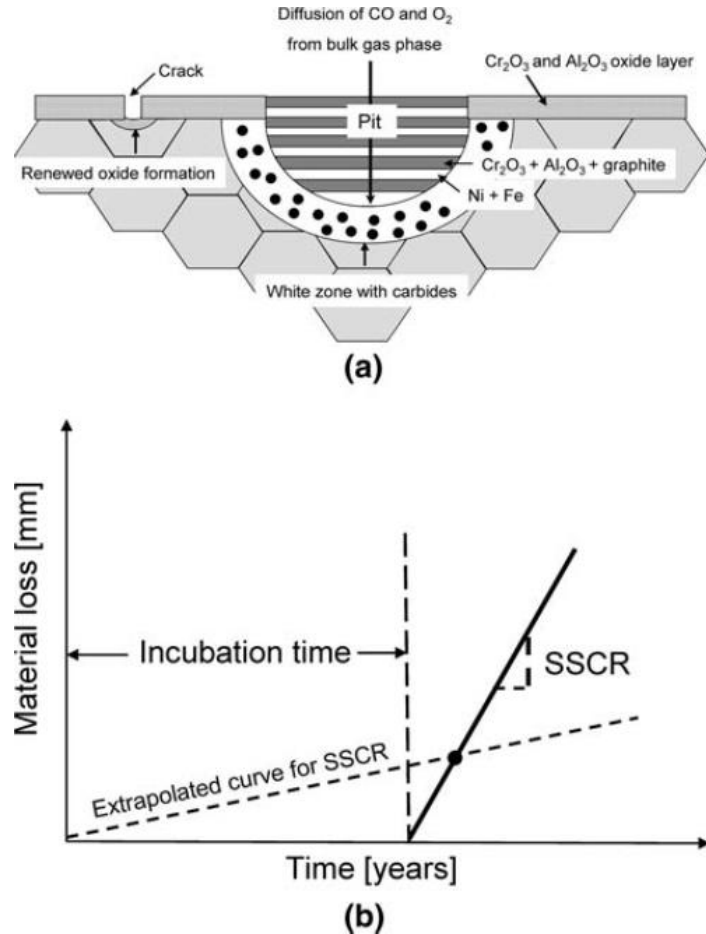 Diffusion of CO and O₂
from bulk gas phase
Crack
Cr₂O₃ and Al₂O₃ oxide layer
Pit
Renewed oxide formation
Cr₂O₃ + Al₂O₃ + graphite
Ni + Fe
White zone with carbides
(a)
Material loss [mm]
Incubation time
SSCR
Extrapolated curve for SSCR
Time [years]
(b)